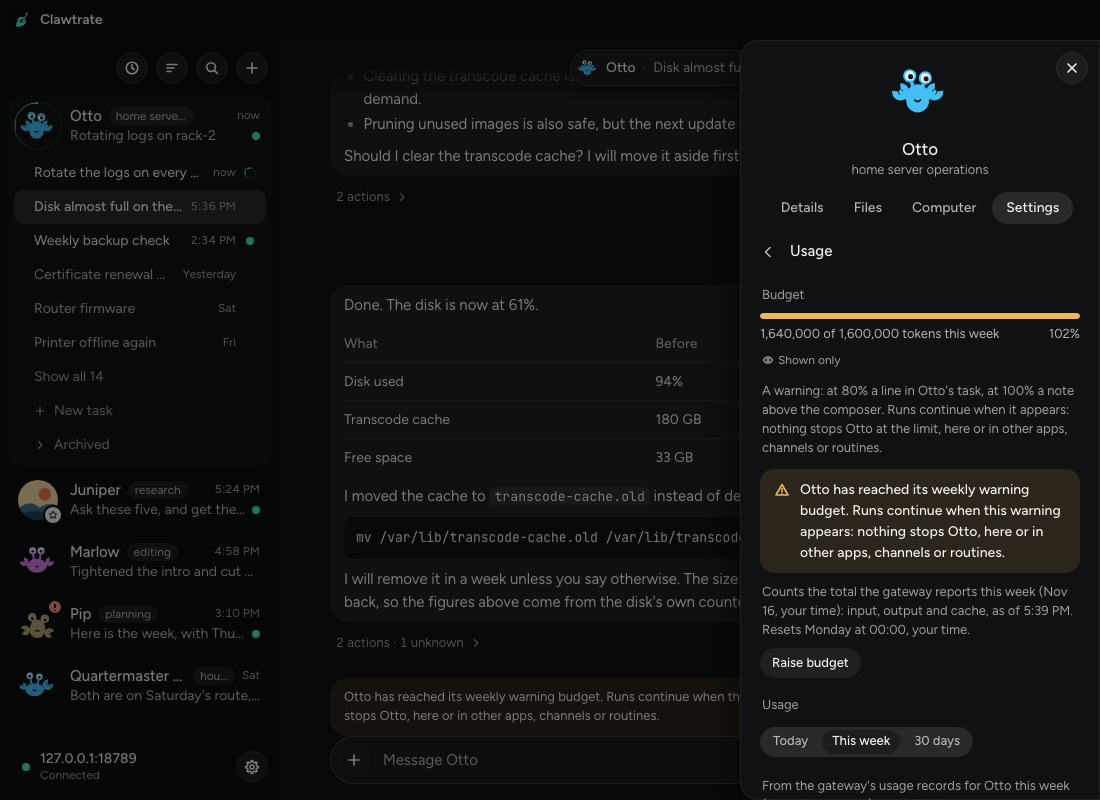 Clawtrate
Otto
home serve...
now
Rotating logs on rack-2
Rotate the logs on every ...
now
Disk almost full on the...
5:36 PM
Weekly backup check
2:34 PM
Certificate renewal ...
Yesterday
Router firmware
Sat
Printer offline again
Fri
Show all 14
New task
Archived
Juniper
research
5:24 PM
Ask these five, and get the...
Marlow
editing
4:58 PM
Tightened the intro and cut ...
Pip
planning
3:10 PM
Here is the week, with Thu...
Quartermaster ...
hou...
Sat
Both are on Saturday's route,...
127.0.0.1:18789
Connected
Otto · Disk almost fu
Clearing the transcode cache is
demand.
Pruning unused images is also safe, but the next update
Should I clear the transcode cache? I will move it aside first
2 actions
Done. The disk is now at 61%.
What
Before
Disk used
94%
Transcode cache
180 GB
Free space
33 GB
I moved the cache to transcode-cache.old instead of de
mv /var/lib/transcode-cache.old /var/lib/transcod
I will remove it in a week unless you say otherwise. The size
back, so the figures above come from the disk's own counte
2 actions · 1 unknown
Otto has reached its weekly warning budget. Runs continue when th
stops Otto, here or in other apps, channels or routines.
Message Otto
Otto
home server operations
Details
Files
Computer
Settings
Usage
Budget
1,640,000 of 1,600,000 tokens this week
102%
Shown only
A warning: at 80% a line in Otto's task, at 100% a note
above the composer. Runs continue when it appears:
nothing stops Otto at the limit, here or in other apps,
channels or routines.
Otto has reached its weekly warning
budget. Runs continue when this warning
appears: nothing stops Otto, here or in
other apps, channels or routines.
Counts the total the gateway reports this week (Nov
16, your time): input, output and cache, as of 5:39 PM.
Resets Monday at 00:00, your time.
Raise budget
Usage
Today
This week
30 days
From the gateway's usage records for Otto this week